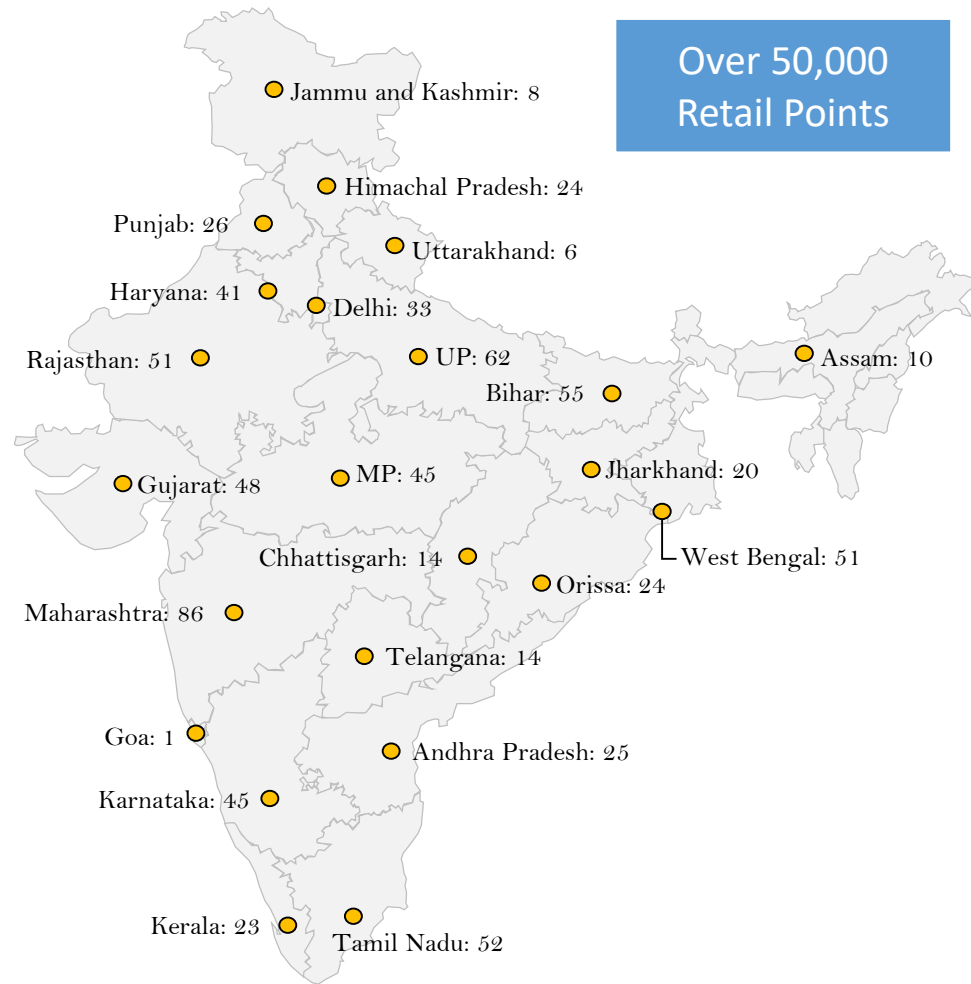 Over 50,000
Retail Points
Jammu and Kashmir: 8
Himachal Pradesh: 24
Punjab: 26
Uttarakhand: 6
Haryana: 41
Delhi: 33
Rajasthan: 51
UP: 62
Assam: 10
Bihar: 55
Gujarat: 48
MP: 45
Jharkhand: 20
Chhattisgarh: 14
West Bengal: 51
Orissa: 24
Maharashtra: 86
Telangana: 14
Goa: 1
Andhra Pradesh: 25
Karnataka: 45
Kerala: 23
Tamil Nadu: 52